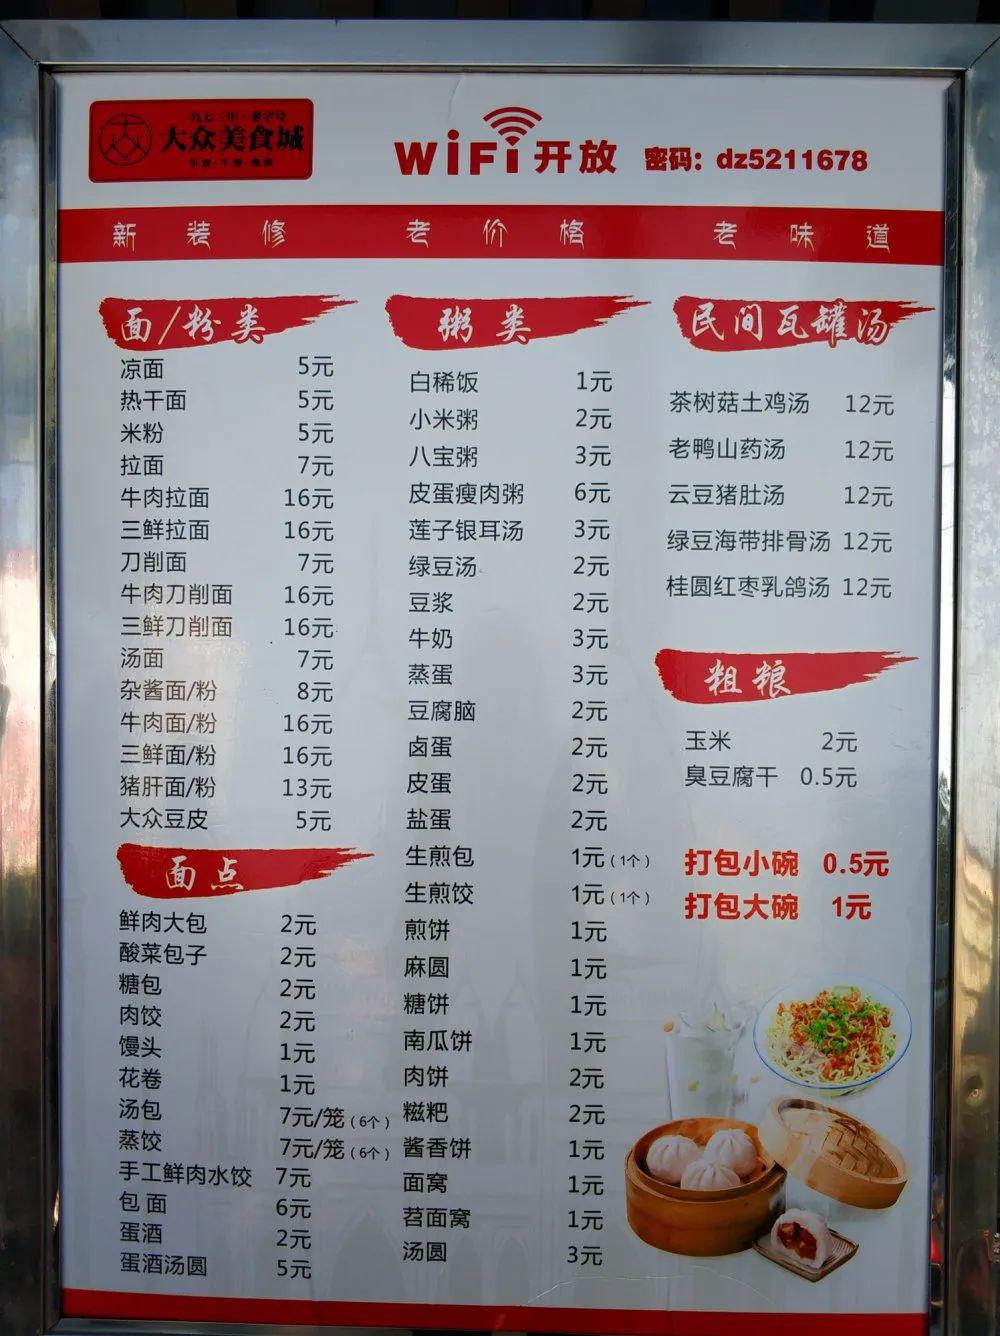 一九七二年·老字号
大众美食城
WiFi开放 密码：dz5211678
新装修 老价格 老味道
面/粉类
凉面 5元
热干面 5元
米粉 5元
拉面 7元
牛肉拉面 16元
三鲜拉面 16元
刀削面 7元
牛肉刀削面 16元
三鲜刀削面 16元
汤面 7元
杂酱面/粉 8元
牛肉面/粉 16元
三鲜面/粉 16元
猪肝面/粉 13元
大众豆皮 5元
面点
鲜肉大包 2元
酸菜包子 2元
糖包 2元
肉饺 2元
馒头 1元
花卷 1元
汤包 7元/笼（6个）
蒸饺 7元/笼（6个）
手工鲜肉水饺 7元
包面 6元
蛋酒 2元
蛋酒汤圆 5元
粥类
白稀饭 1元
小米粥 2元
八宝粥 3元
皮蛋瘦肉粥 6元
莲子银耳汤 3元
绿豆汤 2元
豆浆 2元
牛奶 3元
蒸蛋 3元
豆腐脑 2元
卤蛋 2元
皮蛋 2元
盐蛋 2元
生煎包 1元（1个）
生煎饺 1元（1个）
煎饼 1元
麻圆 1元
糖饼 1元
南瓜饼 1元
肉饼 2元
糍粑 2元
酱香饼 1元
面窝 1元
苕面窝 1元
汤圆 3元
民间瓦罐汤
茶树菇土鸡汤 12元
老鸭山药汤 12元
云豆猪肚汤 12元
绿豆海带排骨汤 12元
桂圆红枣乳鸽汤 12元
粗粮
玉米 2元
臭豆腐干 0.5元
打包小碗 0.5元
打包大碗 1元